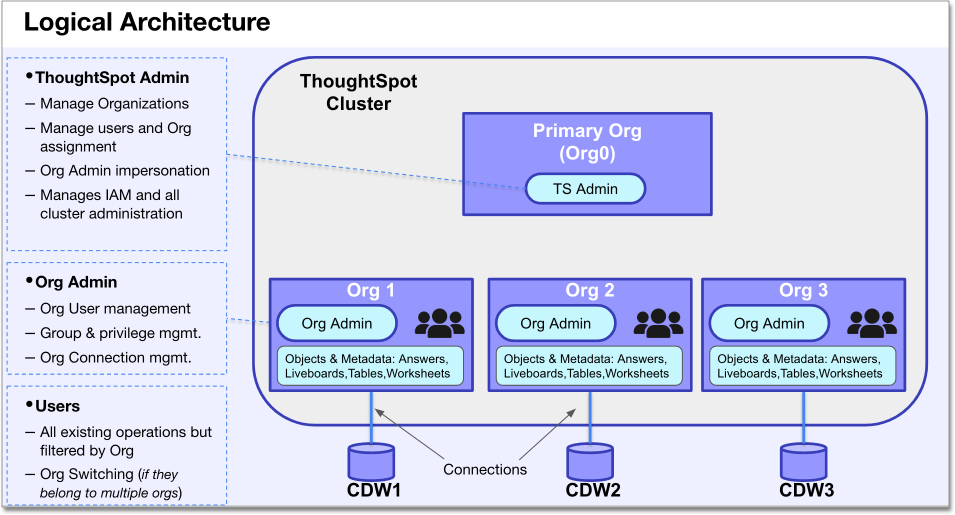 Logical Architecture
•ThoughtSpot Admin
– Manage Organizations
– Manage users and Org
assignment
– Org Admin impersonation
– Manages IAM and all
cluster administration
•Org Admin
– Org User management
– Group & privilege mgmt.
– Org Connection mgmt.
•Users
– All existing operations but
filtered by Org
– Org Switching (if they
belong to multiple orgs)
ThoughtSpot
Cluster
Primary Org
(Org0)
TS Admin
Org 1
Org Admin
Objects & Metadata: Answers,
Liveboards,Tables,Worksheets
Org 2
Org Admin
Objects & Metadata: Answers,
Liveboards,Tables,Worksheets
Org 3
Org Admin
Objects & Metadata: Answers,
Liveboards,Tables,Worksheets
Connections
CDW1
CDW2
CDW3